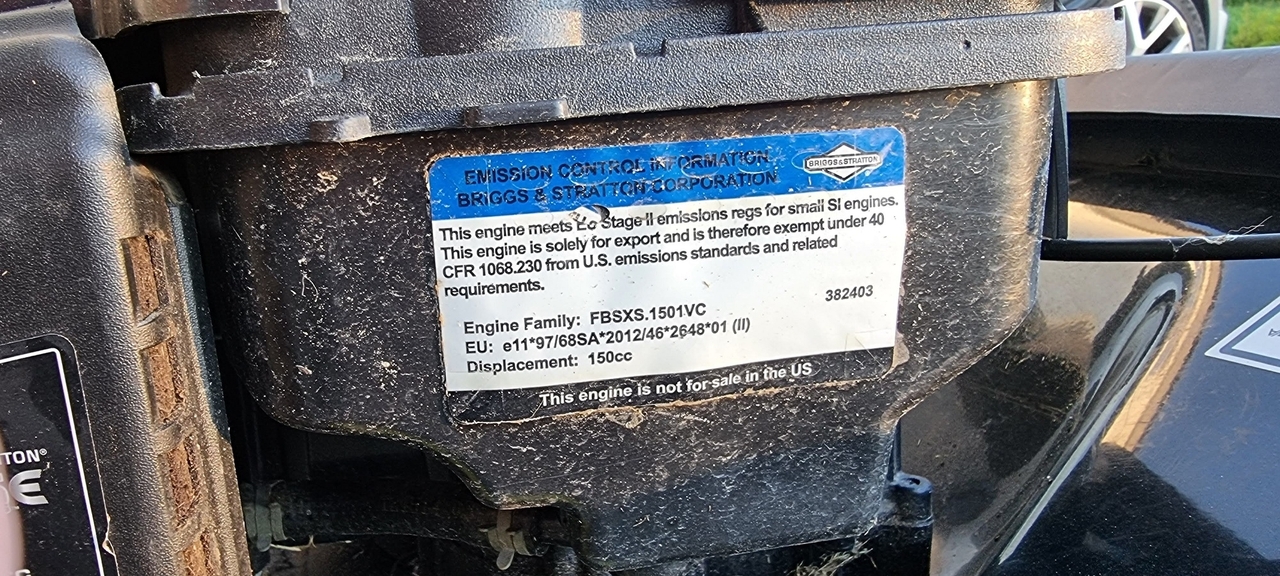 EMISSION CONTROL INFORMATION
BRIGGS & STRATTON CORPORATION
BRIGGS & STRATTON
This engine meets EC Stage II emissions regs for small SI engines.
This engine is solely for export and is therefore exempt under 40
CFR 1068.230 from U.S. emissions standards and related
requirements.
382403
Engine Family: FBSXS.1501VC
EU: e11*97/68SA*2012/46*2648*01 (II)
Displacement: 150cc
This engine is not for sale in the US
TTON®